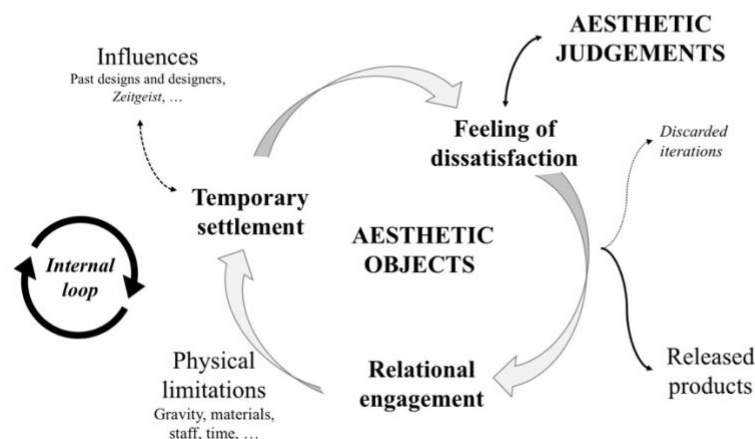 AESTHETIC
JUDGEMENTS
Influences
Past designs and designers,
Zeitgeist, …
Feeling of
dissatisfaction
Discarded
iterations
Temporary
settlement
AESTHETIC
OBJECTS
Internal
loop
Physical
limitations
Gravity, materials,
staff, time, …
Relational
engagement
Released
products